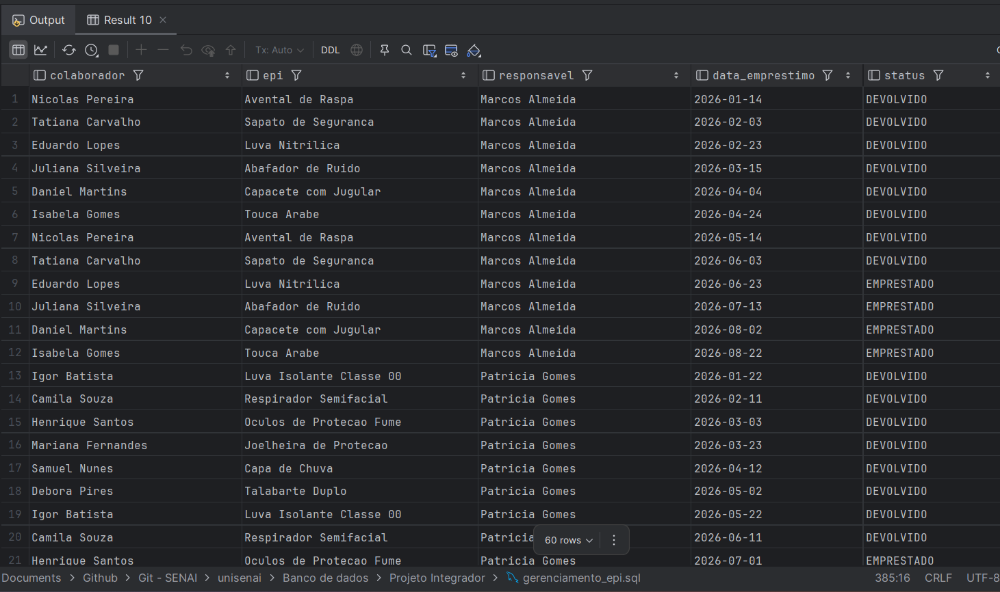 Output Result 10
Tx: Auto DDL
colaborador epi responsavel data_emprestimo status
1 Nicolas Pereira Avental de Raspa Marcos Almeida 2026-01-14 DEVOLVIDO
2 Tatiana Carvalho Sapato de Seguranca Marcos Almeida 2026-02-03 DEVOLVIDO
3 Eduardo Lopes Luva Nitrilica Marcos Almeida 2026-02-23 DEVOLVIDO
4 Juliana Silveira Abafador de Ruido Marcos Almeida 2026-03-15 DEVOLVIDO
5 Daniel Martins Capacete com Jugular Marcos Almeida 2026-04-04 DEVOLVIDO
6 Isabela Gomes Touca Arabe Marcos Almeida 2026-04-24 DEVOLVIDO
7 Nicolas Pereira Avental de Raspa Marcos Almeida 2026-05-14 DEVOLVIDO
8 Tatiana Carvalho Sapato de Seguranca Marcos Almeida 2026-06-03 DEVOLVIDO
9 Eduardo Lopes Luva Nitrilica Marcos Almeida 2026-06-23 EMPRESTADO
10 Juliana Silveira Abafador de Ruido Marcos Almeida 2026-07-13 EMPRESTADO
11 Daniel Martins Capacete com Jugular Marcos Almeida 2026-08-02 EMPRESTADO
12 Isabela Gomes Touca Arabe Marcos Almeida 2026-08-22 EMPRESTADO
13 Igor Batista Luva Isolante Classe 00 Patricia Gomes 2026-01-22 DEVOLVIDO
14 Camila Souza Respirador Semifacial Patricia Gomes 2026-02-11 DEVOLVIDO
15 Henrique Santos Oculos de Protecao Fume Patricia Gomes 2026-03-03 DEVOLVIDO
16 Mariana Fernandes Joelheira de Protecao Patricia Gomes 2026-03-23 DEVOLVIDO
17 Samuel Nunes Capa de Chuva Patricia Gomes 2026-04-12 DEVOLVIDO
18 Debora Pires Talabarte Duplo Patricia Gomes 2026-05-02 DEVOLVIDO
19 Igor Batista Luva Isolante Classe 00 Patricia Gomes 2026-05-22 DEVOLVIDO
20 Camila Souza Respirador Semifacial Patricia 2026-06-11 DEVOLVIDO
60 rows
21 Henrique Santos Oculos de Protecao Fume Patricia Gomes 2026-07-01 EMPRESTADO
Documents > Github > Git - SENAI > unisenai > Banco de dados > Projeto Integrador > gerenciamento_epi.sql 385:16 CRLF UTF-8